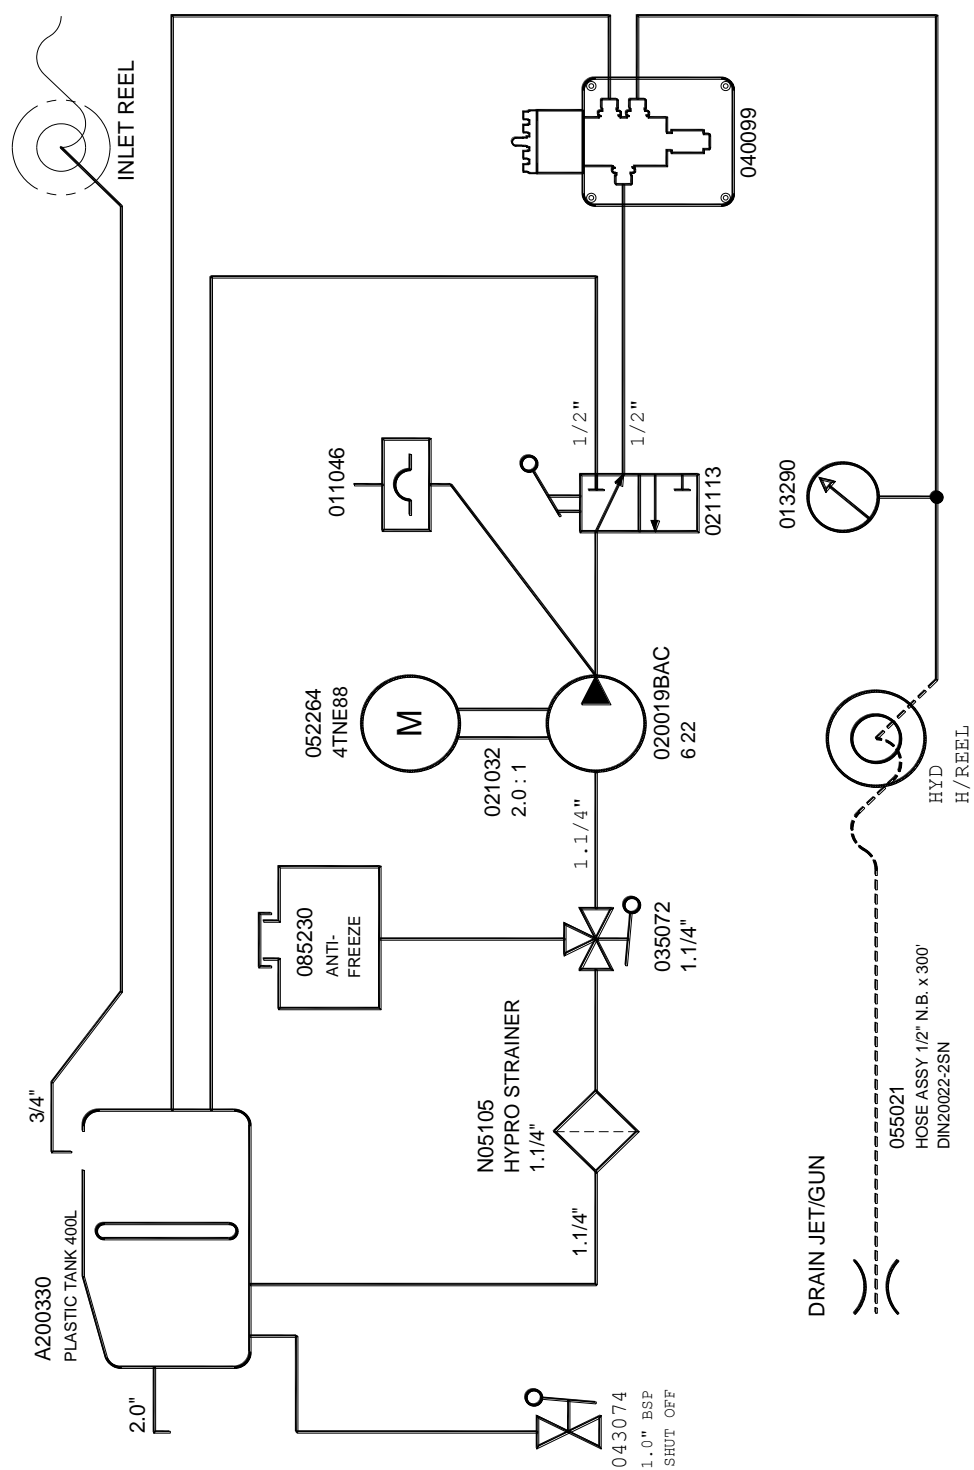 INLET REEL
3/4"
A200330
PLASTIC TANK 400L
2.0"
043074
1.0" BSP
SHUT OFF
1.1/4"
N05105
HYPRO STRAINER
1.1/4"
085230
ANTI-
FREEZE
035072
1.1/4"
1.1/4"
021032
2.0 : 1
052264
4TNE88
M
020019BAC
6 22
011046
021113
1/2"
1/2"
040099
013290
HYD
H/REEL
055021
HOSE ASSY 1/2" N.B. x 300'
DIN20022-2SN
DRAIN JET/GUN